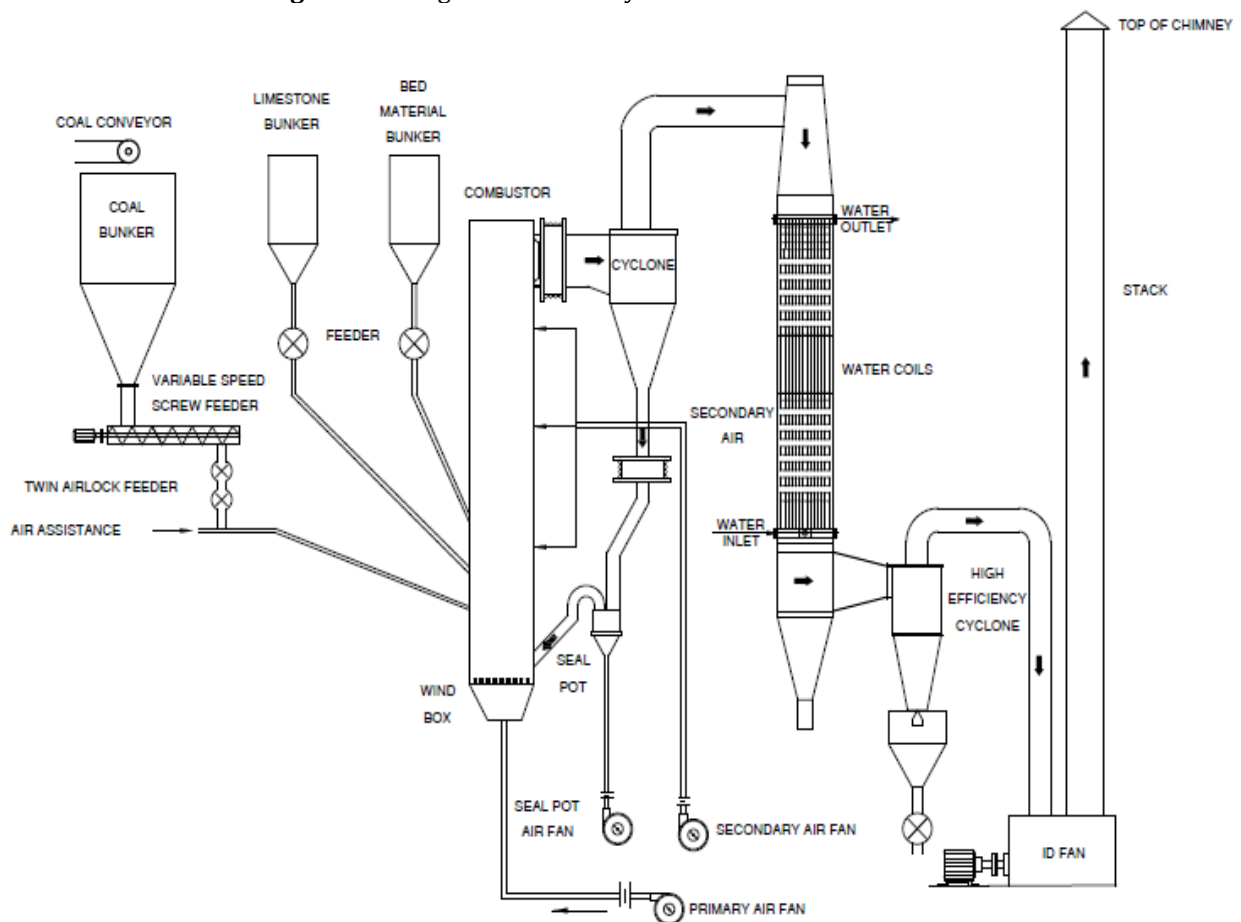 TOP OF CHIMNEY
BED
MATERIAL
BUNKER
LIMESTONE
BUNKER
COAL CONVEYOR
COAL
BUNKER
COMBUSTOR
WATER
OUTLET
CYCLONE
STACK
FEEDER
WATER COILS
VARIABLE SPEED
SCREW FEEDER
SECONDARY
AIR
TWIN AIRLOCK FEEDER
AIR ASSISTANCE
WATER
INLET
HIGH
EFFICIENCY
CYCLONE
SEAL
POT
WIND
BOX
SEAL POT
AIR FAN
SECONDARY AIR FAN
ID FAN
PRIMARY AIR FAN